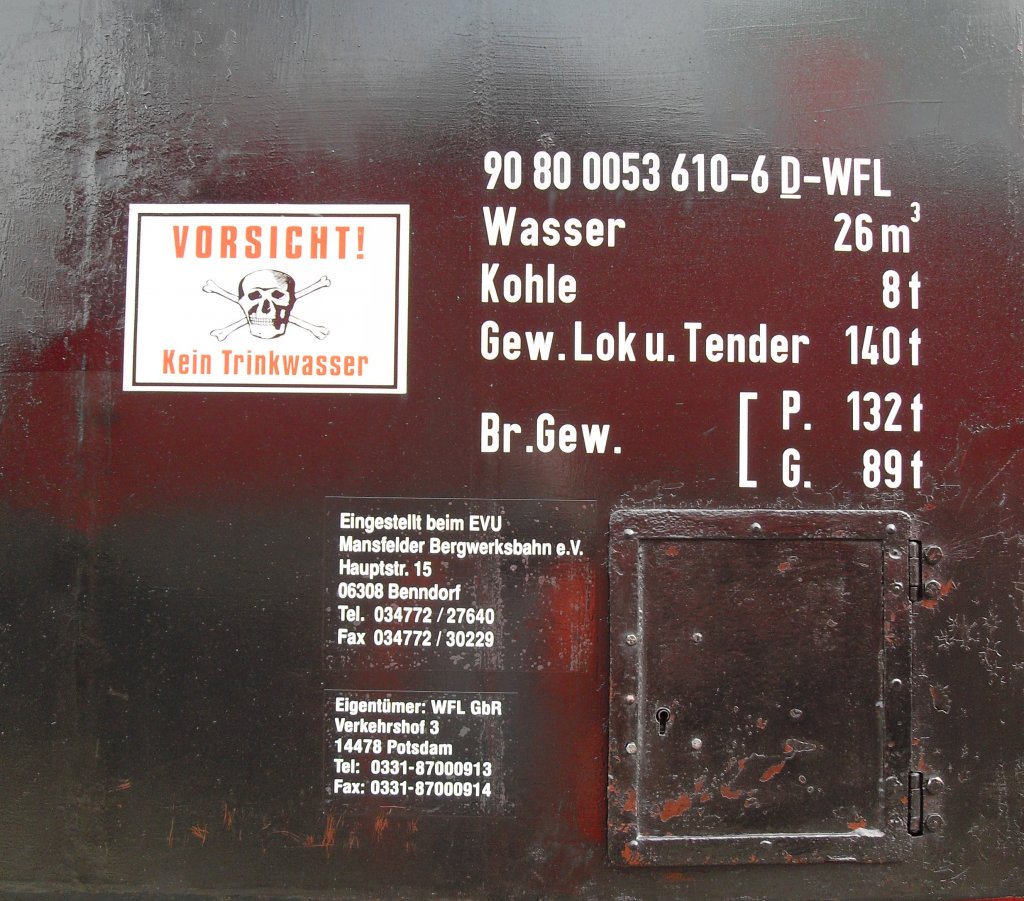 VORSICHT!
Kein Trinkwasser
90 80 0053 610-6 D-WFL
Wasser 26 m³
Kohle 8 t
Gew. Lok u. Tender 140 t
Br.Gew. [ P. 132 t
G. 89 t
Eingestellt beim EVU
Mansfelder Bergwerksbahn e.V.
Hauptstr. 15
06308 Benndorf
Tel. 034772 / 27640
Fax 034772 / 30229
Eigentümer: WFL GbR
Verkehrshof 3
14478 Potsdam
Tel: 0331-87000913
Fax: 0331-87000914